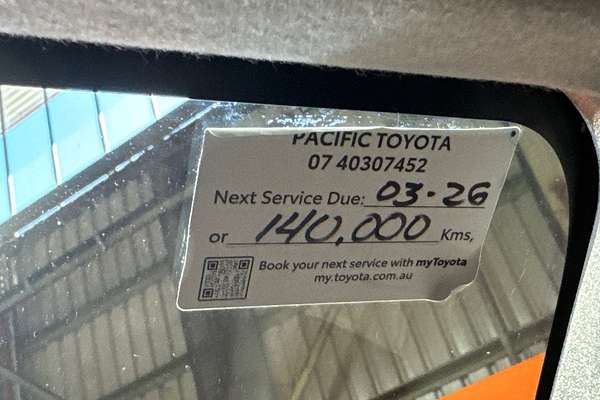 PACIFIC TOYOTA
07 40307452
Next Service Due: 03-26
or 140,000 Kms,
Book your next service with myToyota
my.toyota.com.au